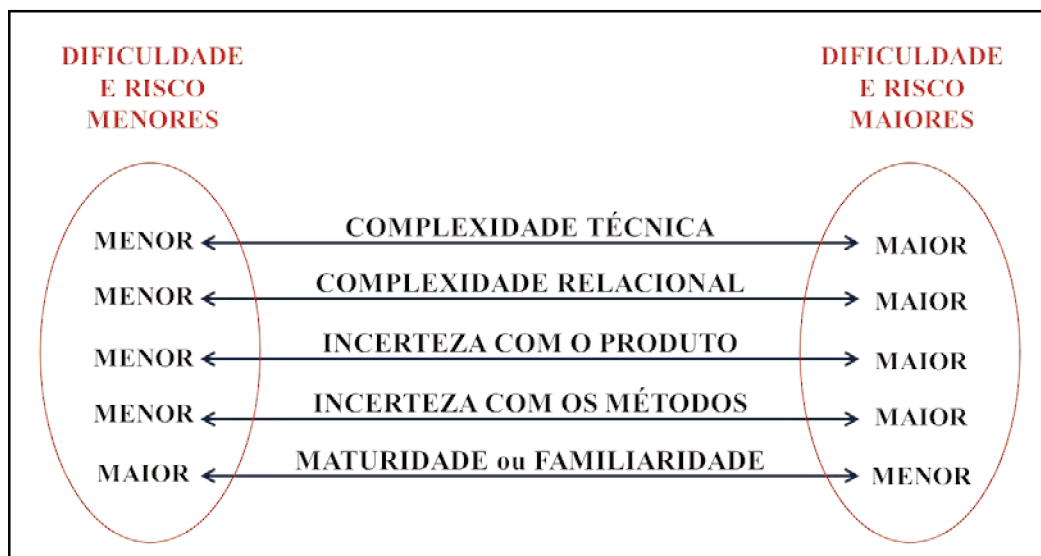 DIFICULDADE
E RISCO
MENORES
DIFICULDADE
E RISCO
MAIORES
MENOR COMPLEXIDADE TÉCNICA MAIOR
MENOR COMPLEXIDADE RELACIONAL MAIOR
MENOR INCERTEZA COM O PRODUTO MAIOR
MENOR INCERTEZA COM OS MÉTODOS MAIOR
MAIOR MATURIDADE ou FAMILIARIDADE MENOR